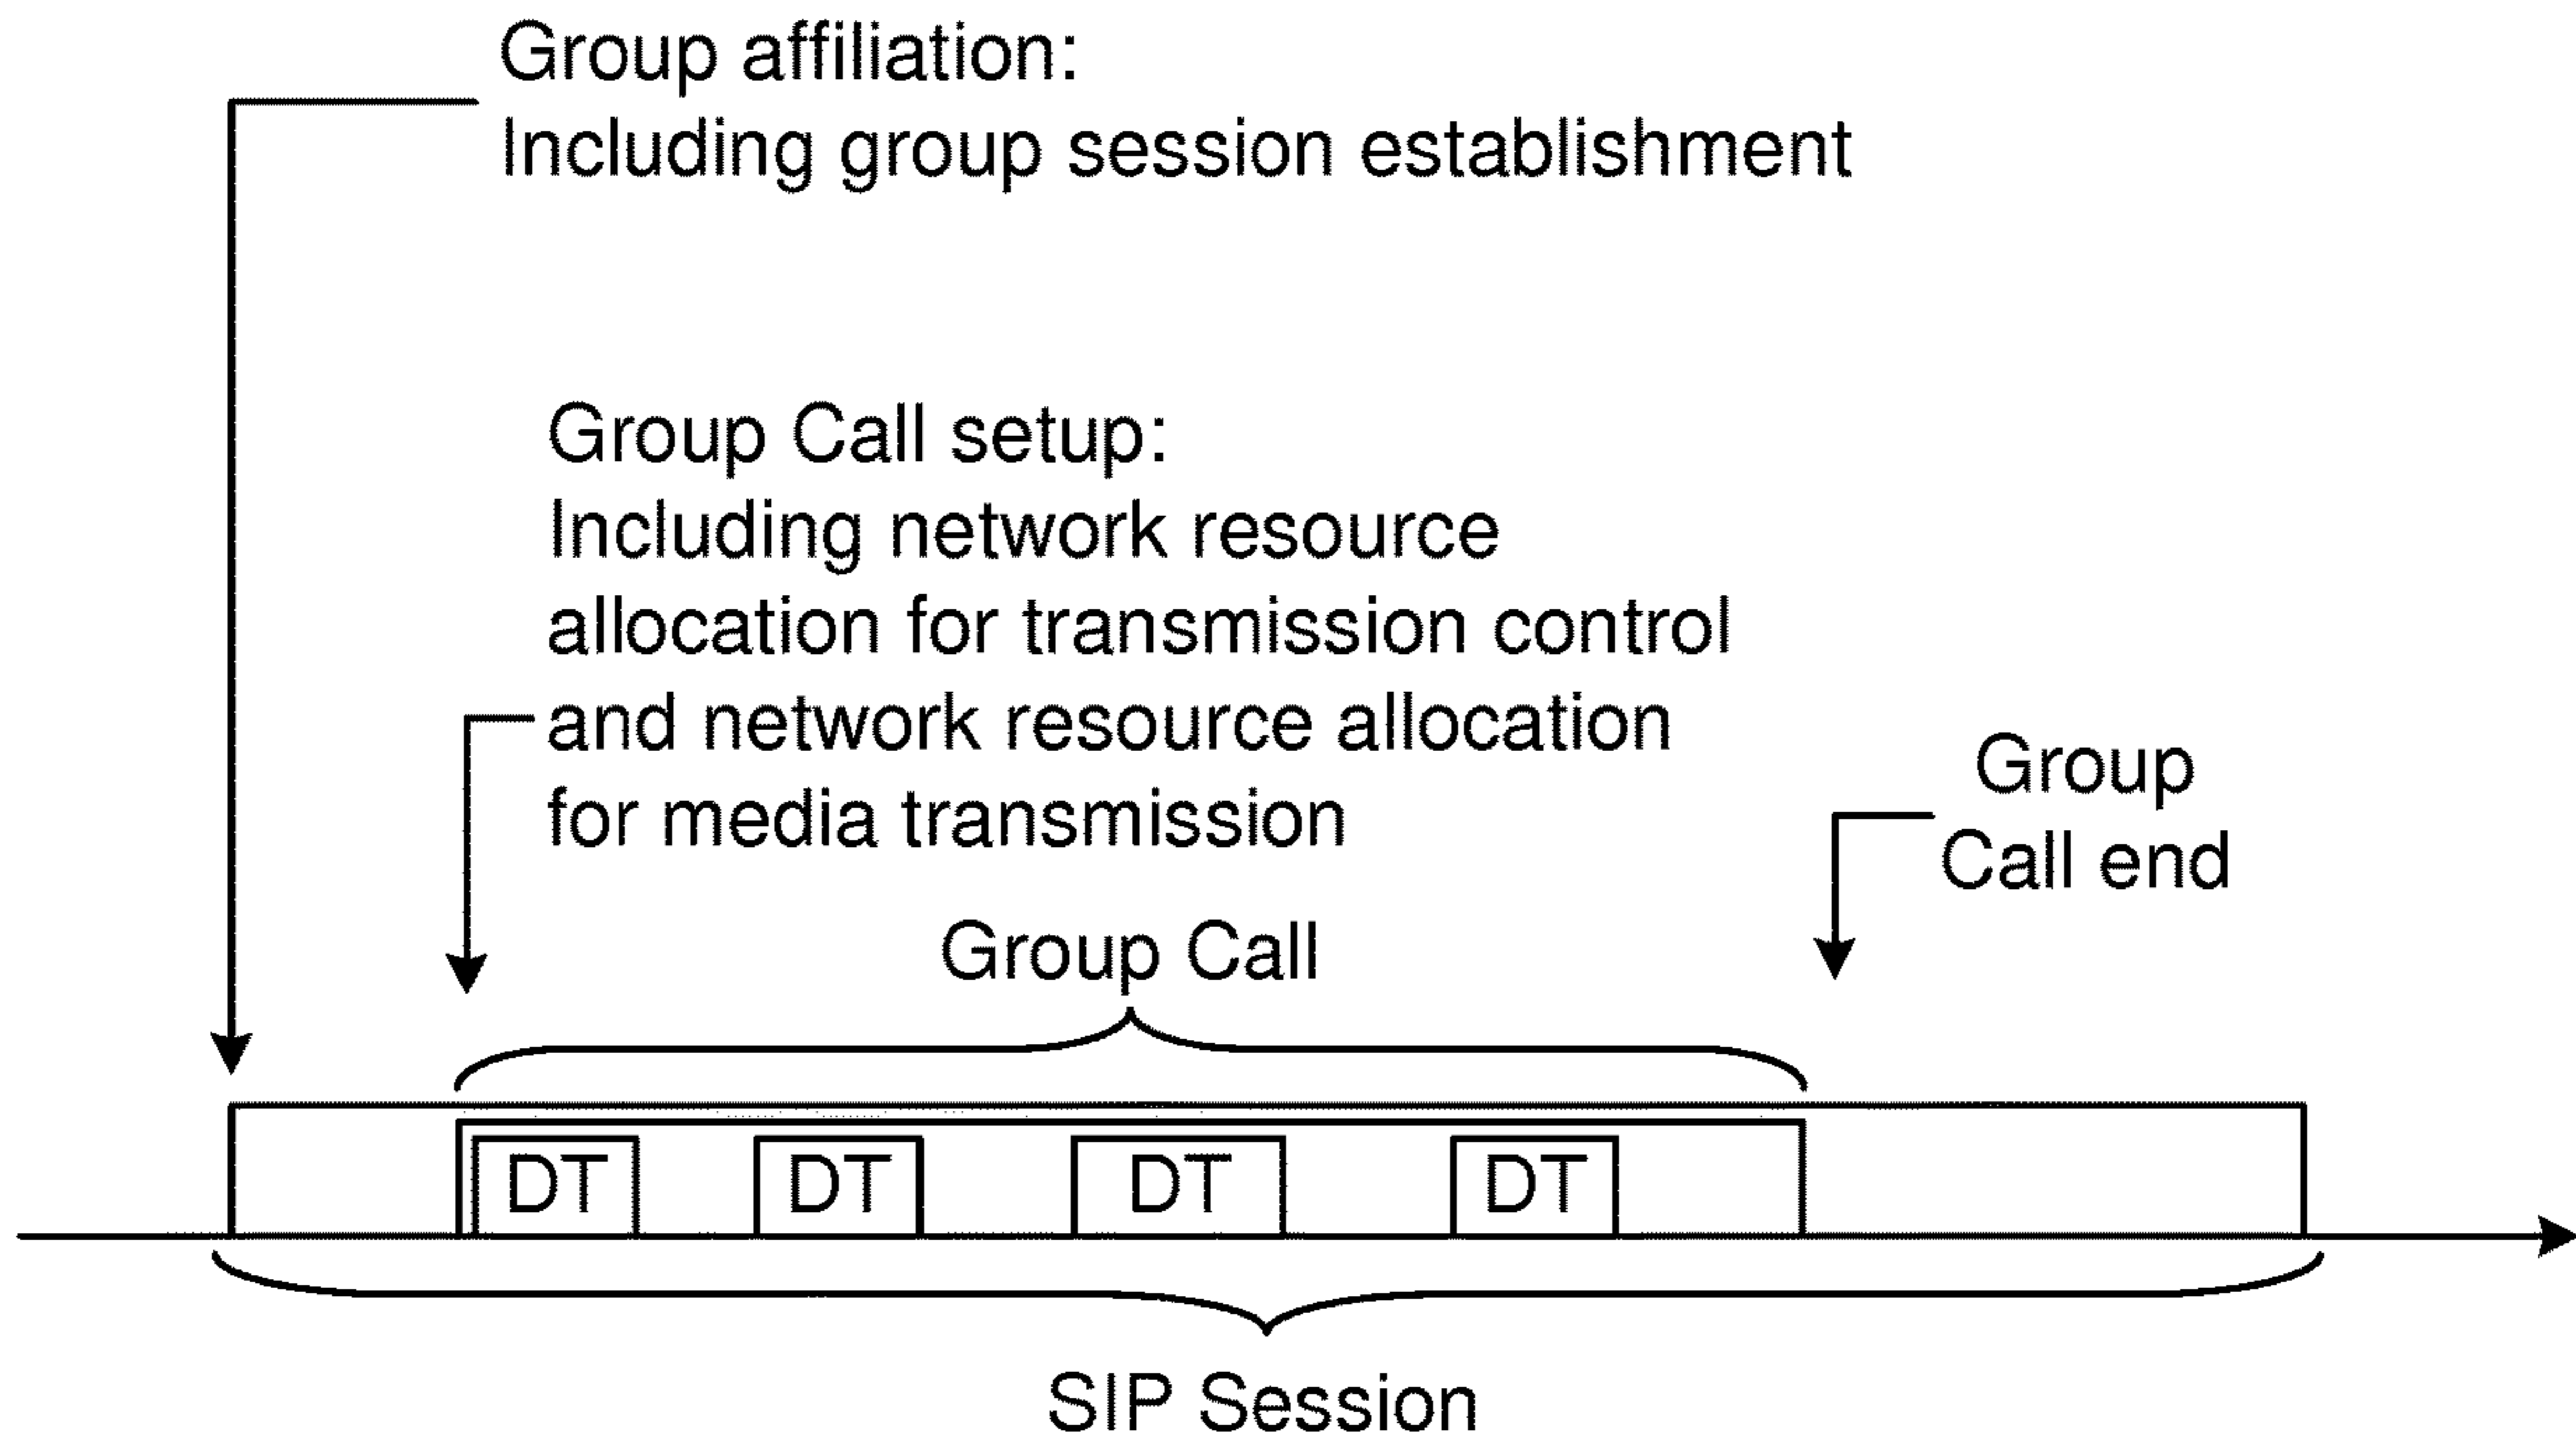 Group affiliation:
Including group session establishment
Group Call setup:
Including network resource
allocation for transmission control
and network resource allocation
for media transmission
Group
Call end
Group Call
DT DT DT DT
SIP Session